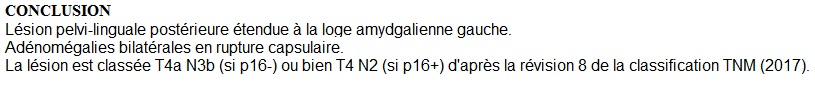 CONCLUSION
Lésion pelvi-linguale postérieure étendue à la loge amydgalienne gauche.
Adénomégalies bilatérales en rupture capsulaire.
La lésion est classée T4a N3b (si p16-) ou bien T4 N2 (si p16+) d'après la révision 8 de la classification TNM (2017).